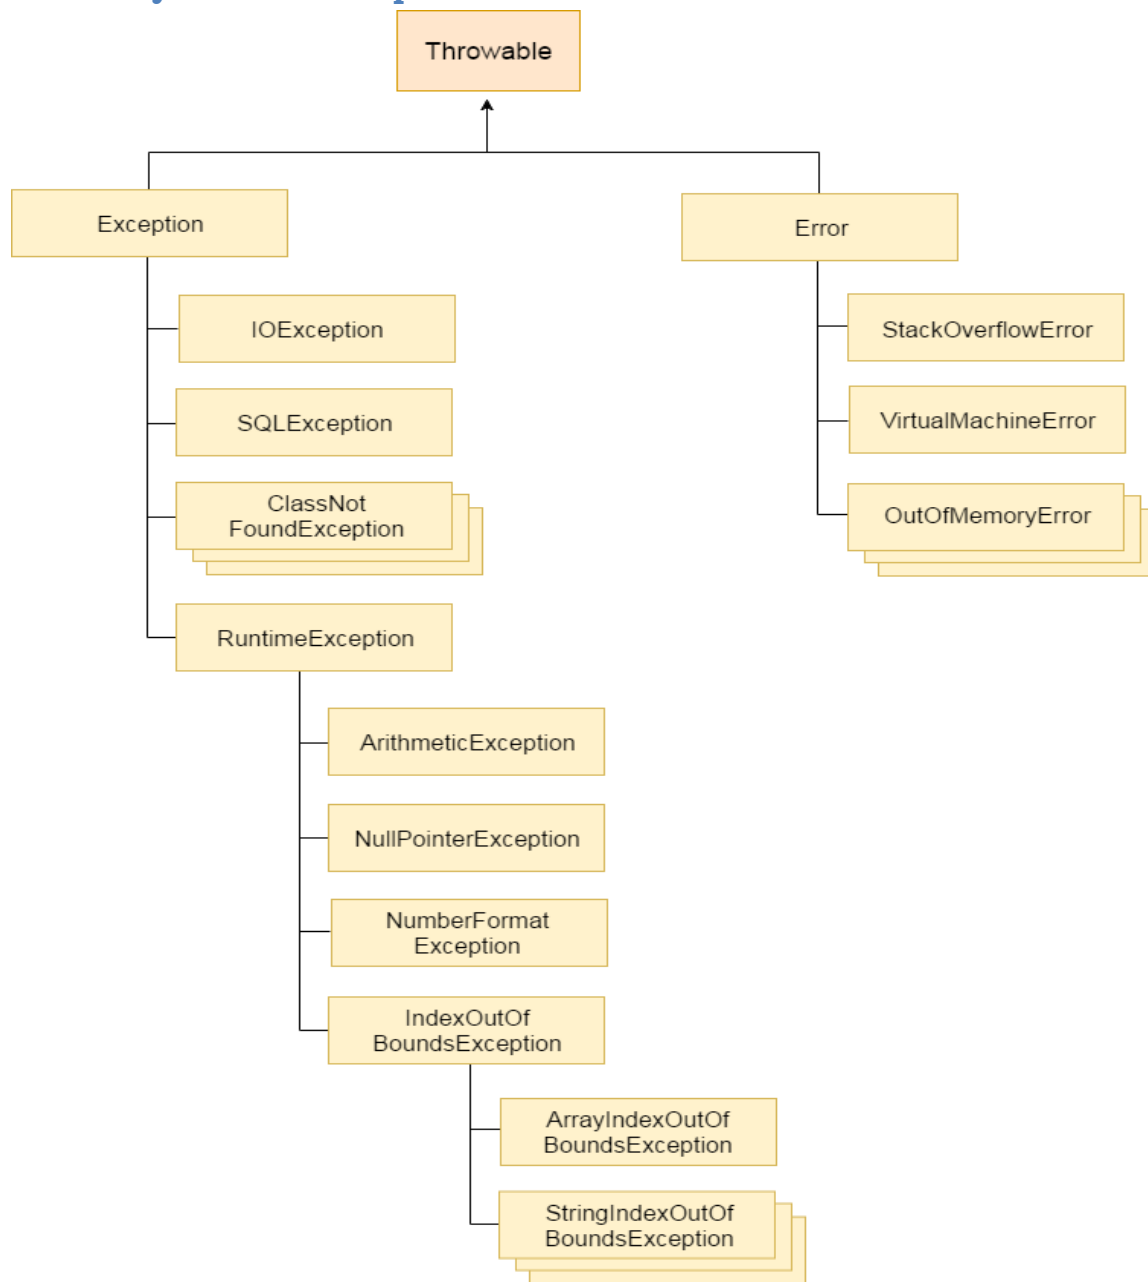 Throwable
Exception
Error
IOException
StackOverflowError
SQLException
VirtualMachineError
ClassNot
FoundException
OutOfMemoryError
RuntimeException
ArithmeticException
NullPointerException
NumberFormat
Exception
IndexOutOf
BoundsException
ArrayIndexOutOf
BoundsException
StringIndexOutOf
BoundsException